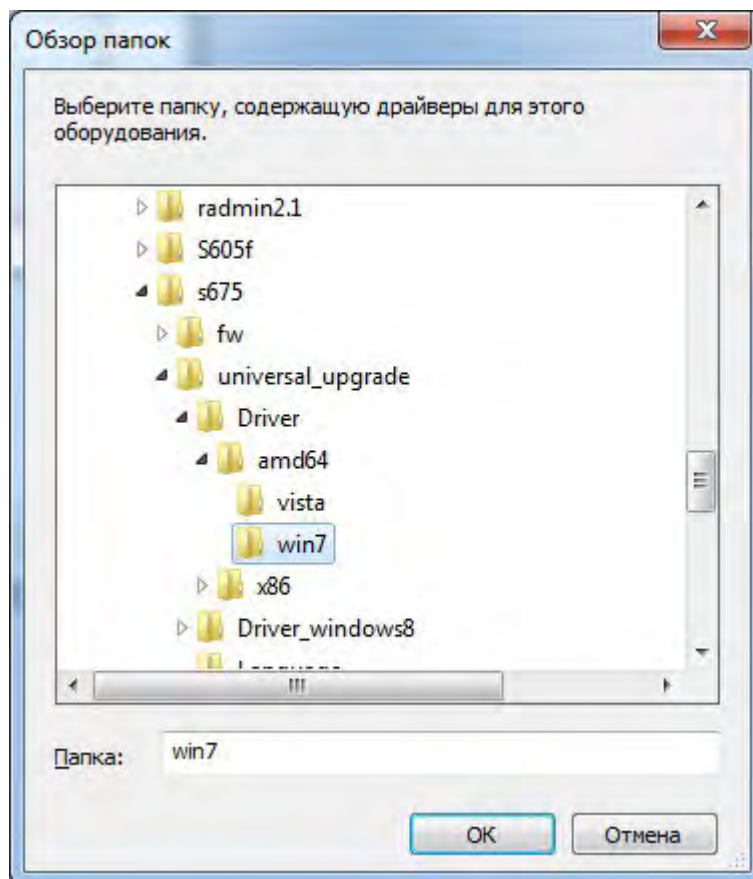 Обзор папок
Выберите папку, содержащую драйверы для этого
оборудования.
radmin2.1
S605f
s675
fw
universal_upgrade
Driver
amd64
vista
win7
x86
Driver_windows8
Папка: win7
OK Отмена